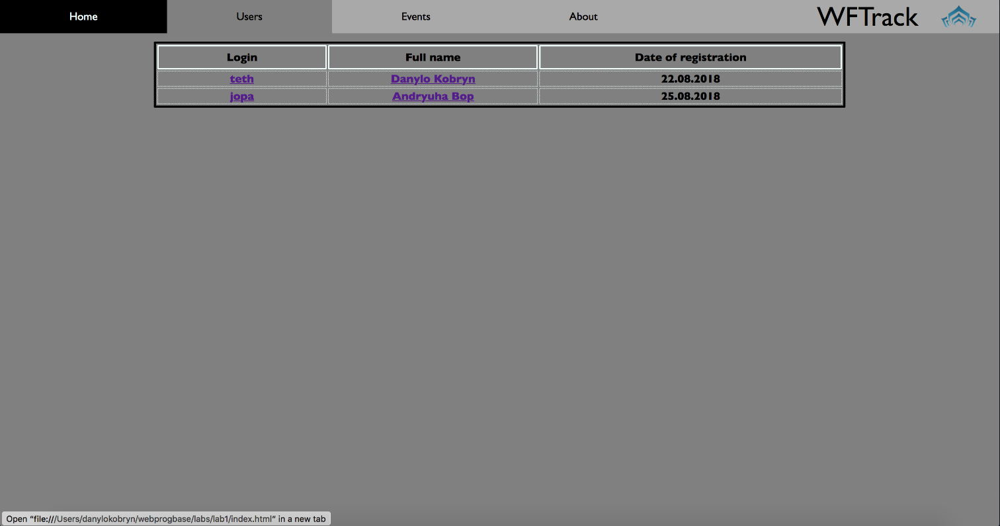 Home Users Events About WFTrack
Login Full name Date of registration
teth Danylo Kobryn 22.08.2018
jopa Andryuha Bop 25.08.2018
Open “file:///Users/danylokobryn/webprogbase/labs/lab1/index.html” in a new tab